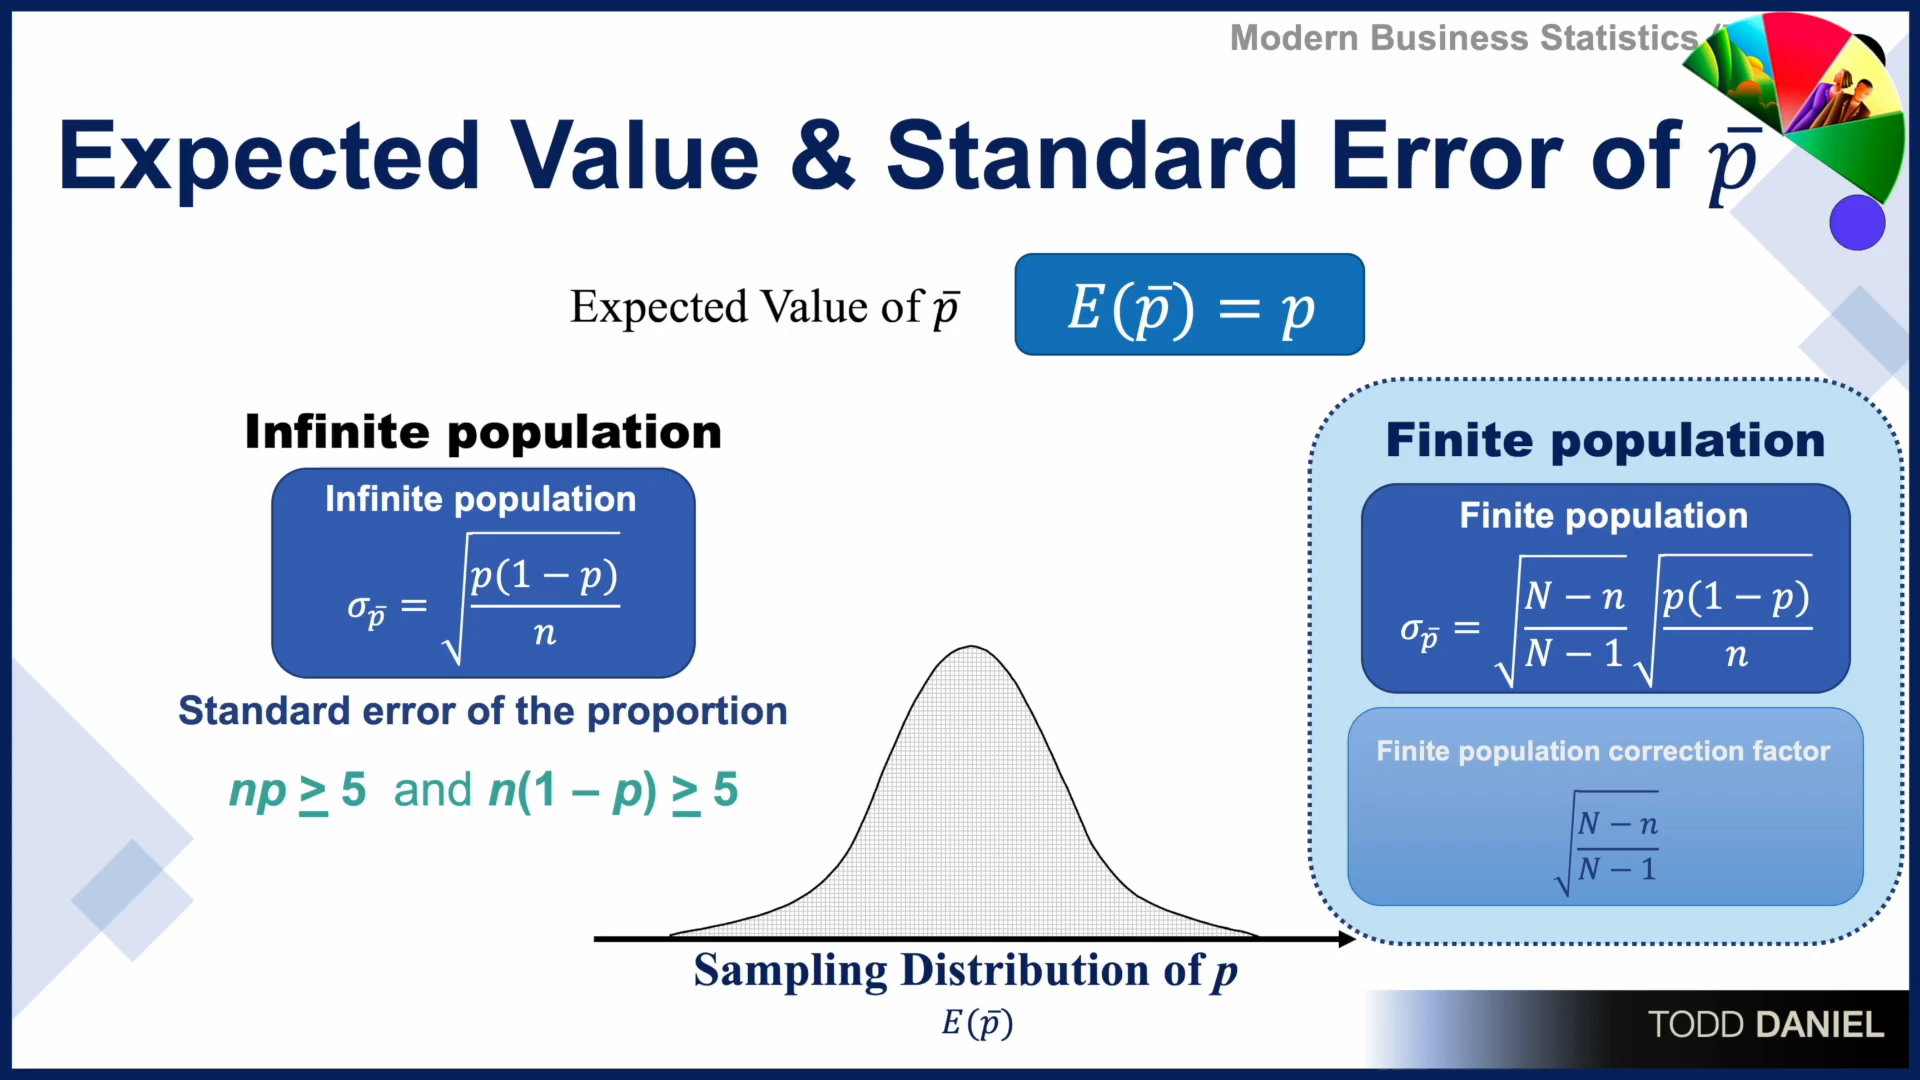 Modern Business Statistics
Expected Value & Standard Error of p̄
Expected Value of p̄
E(p̄) = p
Infinite population
Infinite population
σ_p̄ = √(p(1 − p)/n)
Standard error of the proportion
np ≥ 5 and n(1 – p) ≥ 5
Finite population
Finite population
σ_p̄ = √((N − n)/(N − 1)) √(p(1 − p)/n)
Finite population correction factor
√((N − n)/(N − 1))
Sampling Distribution of p
E(p̄)
TODD DANIEL